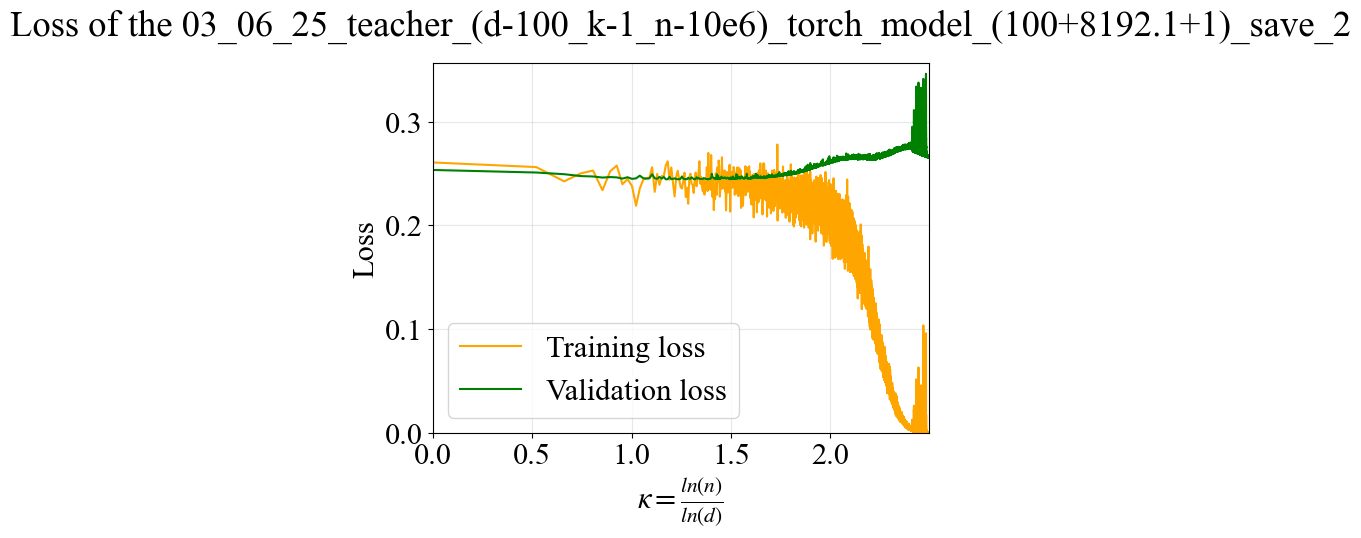 Loss of the 03_06_25_teacher_(d-100_k-1_n-10e6)_torch_model_(100+8192.1+1)_save_2
0.3
0.2
0.1
0.0
Loss
Training loss
Validation loss
0.0 0.5 1.0 1.5 2.0
κ = ln(n) / ln(d)